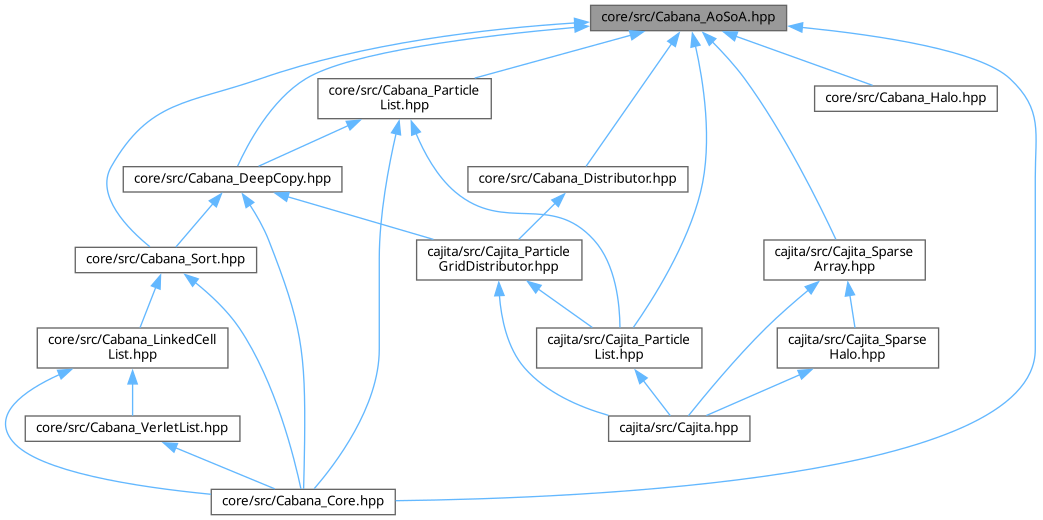 core/src/Cabana_AoSoA.hpp
core/src/Cabana_Particle
List.hpp
core/src/Cabana_Halo.hpp
core/src/Cabana_DeepCopy.hpp
core/src/Cabana_Distributor.hpp
core/src/Cabana_Sort.hpp
cajita/src/Cajita_Particle
GridDistributor.hpp
cajita/src/Cajita_Sparse
Array.hpp
core/src/Cabana_LinkedCell
List.hpp
cajita/src/Cajita_Particle
List.hpp
cajita/src/Cajita_Sparse
Halo.hpp
core/src/Cabana_VerletList.hpp
cajita/src/Cajita.hpp
core/src/Cabana_Core.hpp